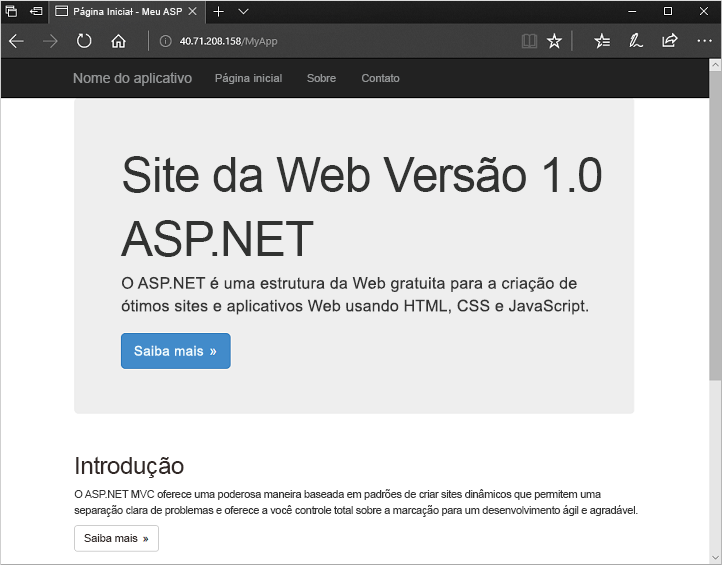 Página Inicial - Meu ASP
40.71.208.158/MyApp
Nome do aplicativo Página inicial Sobre Contato
Site da Web Versão 1.0
ASP.NET
O ASP.NET é uma estrutura da Web gratuita para a criação de
ótimos sites e aplicativos Web usando HTML, CSS e JavaScript.
Saiba mais »
Introdução
O ASP.NET MVC oferece uma poderosa maneira baseada em padrões de criar sites dinâmicos que permitem uma
separação clara de problemas e oferece a você controle total sobre a marcação para um desenvolvimento ágil e agradável.
Saiba mais »